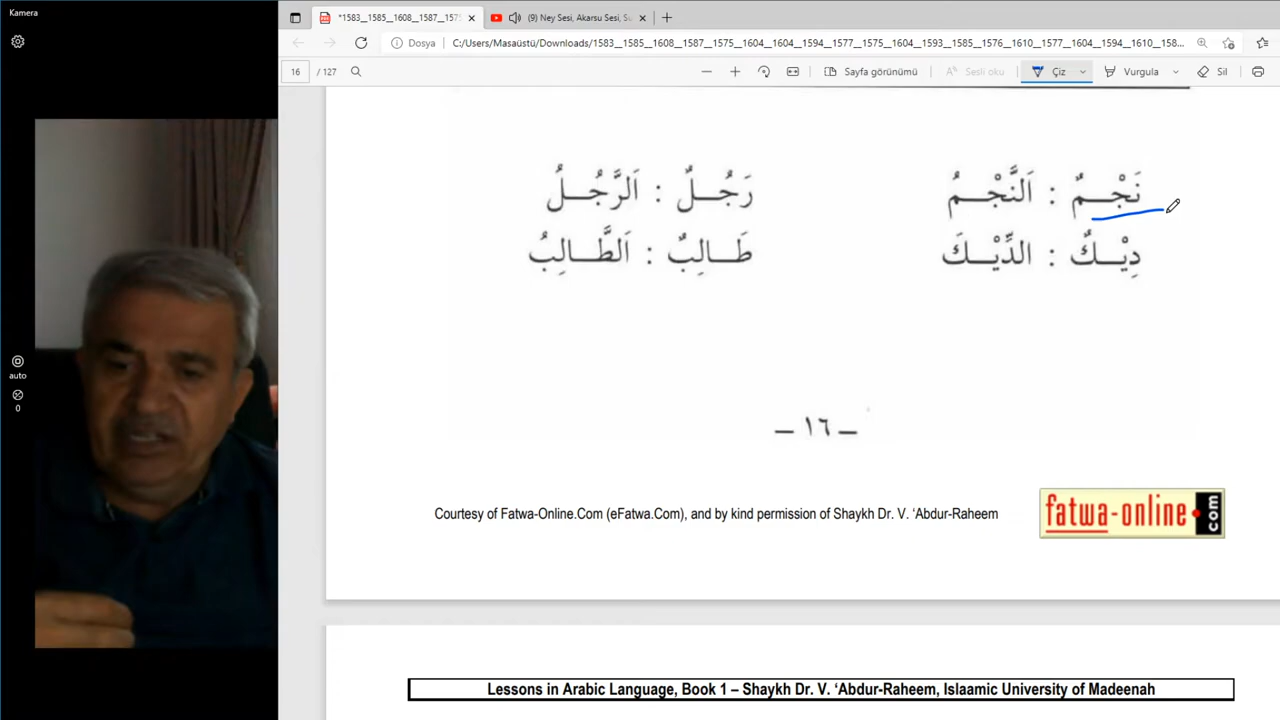 Kamera
*1583__1585__1608__1587__157
(9) Ney Sesi, Akarsu Sesi, Su
Dosya
C:/Users/Masaüstü/Downloads/1583__1585__1608__1587__1575__1604__1604__1594__1577__1575__1604__1593__1585__1576__1610__1577__1604__1594__1610__158...
16 / 127
Sayfa görünümü
Sesli oku
Çiz
Vurgula
Sil
نَجْمٌ : اَلنَّجْمُ
رَجُلٌ : اَلرَّجُلُ
دِيْكٌ : الدِّيْكَ
طَالِبٌ : اَلطَّالِبُ
auto
0
– ١٦ –
Courtesy of Fatwa-Online.Com (eFatwa.Com), and by kind permission of Shaykh Dr. V. ‘Abdur-Raheem
fatwa-online.com
Lessons in Arabic Language, Book 1 – Shaykh Dr. V. ‘Abdur-Raheem, Islaamic University of Madeenah